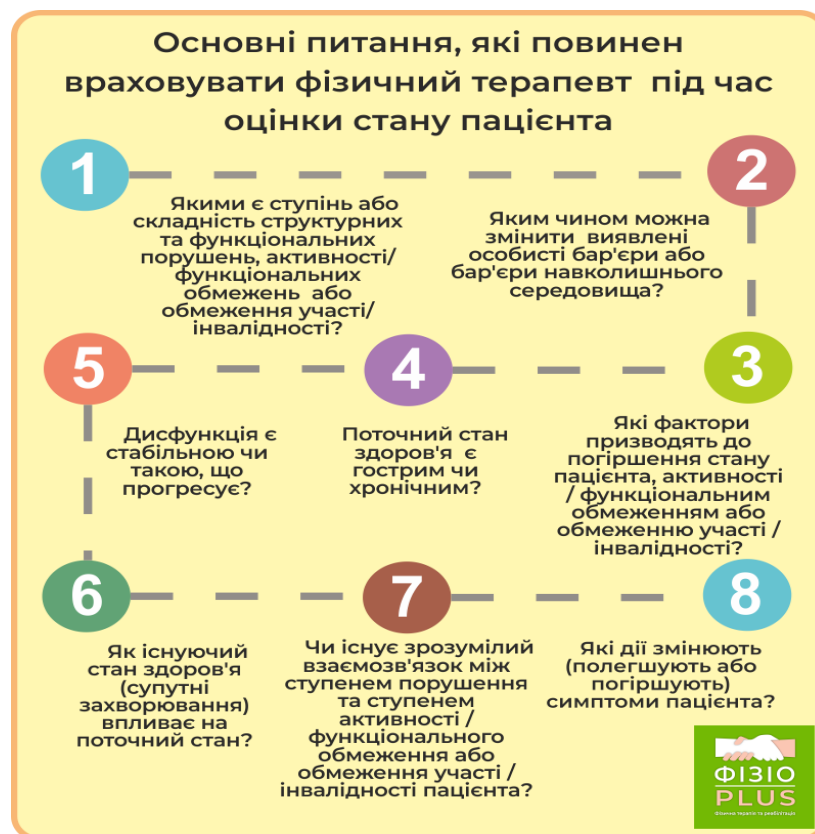 Основні питання, які повинен
враховувати фізичний терапевт під час
оцінки стану пацієнта
1
Якими є ступінь або
складність структурних
та функціональних
порушень, активності/
функціональних
обмежень або
обмеження участі/
інвалідності?
2
Яким чином можна
змінити виявлені
особисті бар'єри або
бар'єри навколишнього
середовища?
3
Які фактори
призводять до
погіршення стану
пацієнта, активності
/ функціональним
обмеженням або
обмеженню участі /
інвалідності?
4
Поточний стан
здоров'я є
гострим чи
хронічним?
5
Дисфункція є
стабільною чи
такою, що
прогресує?
6
Як існуючий
стан здоров'я
(супутні
захворювання)
впливає на
поточний стан?
7
Чи існує зрозумілий
взаємозв'язок між
ступенем порушення
та ступенем
активності /
функціонального
обмеження або
обмеження участі /
інвалідності пацієнта?
8
Які дії змінюють
(полегшують або
погіршують)
симптоми пацієнта?
ФІЗІО
PLUS
Фізична терапія та реабілітація